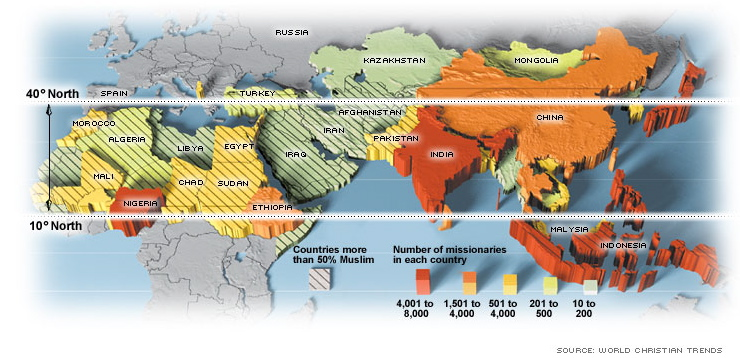 RUSSIA
KAZAKHSTAN
MONGOLIA
40° North
SPAIN
TURKEY
AFGHANISTAN
MOROCCO
CHINA
ALGERIA
IRAN
PAKISTAN
LIBYA
EGYPT
IRAQ
INDIA
MALI
CHAD
SUDAN
NIGERIA
ETHIOPIA
10° North
MALYSIA
INDONESIA
Countries more
than 50% Muslim
Number of missionaries
in each country
4,001 to
8,000
1,501 to
4,000
501 to
4,000
201 to
500
10 to
200
SOURCE: WORLD CHRISTIAN TRENDS